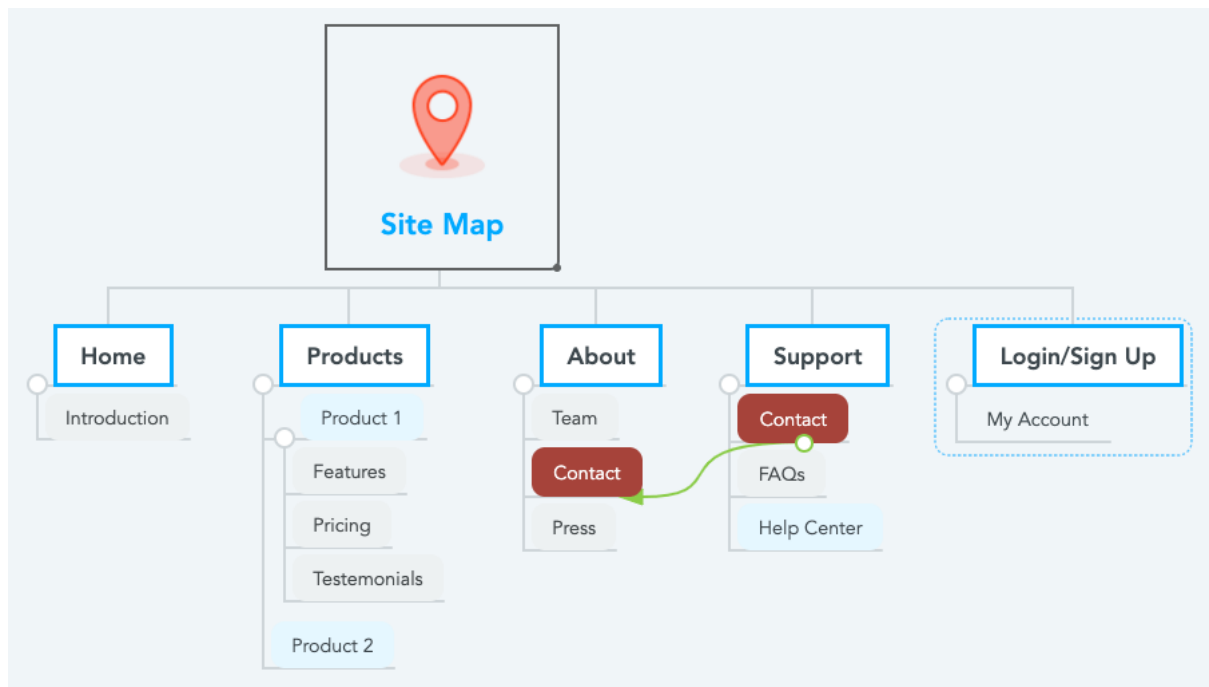 Site Map
Home
Introduction
Products
Product 1
Features
Pricing
Testemonials
Product 2
About
Team
Contact
Press
Support
Contact
FAQs
Help Center
Login/Sign Up
My Account